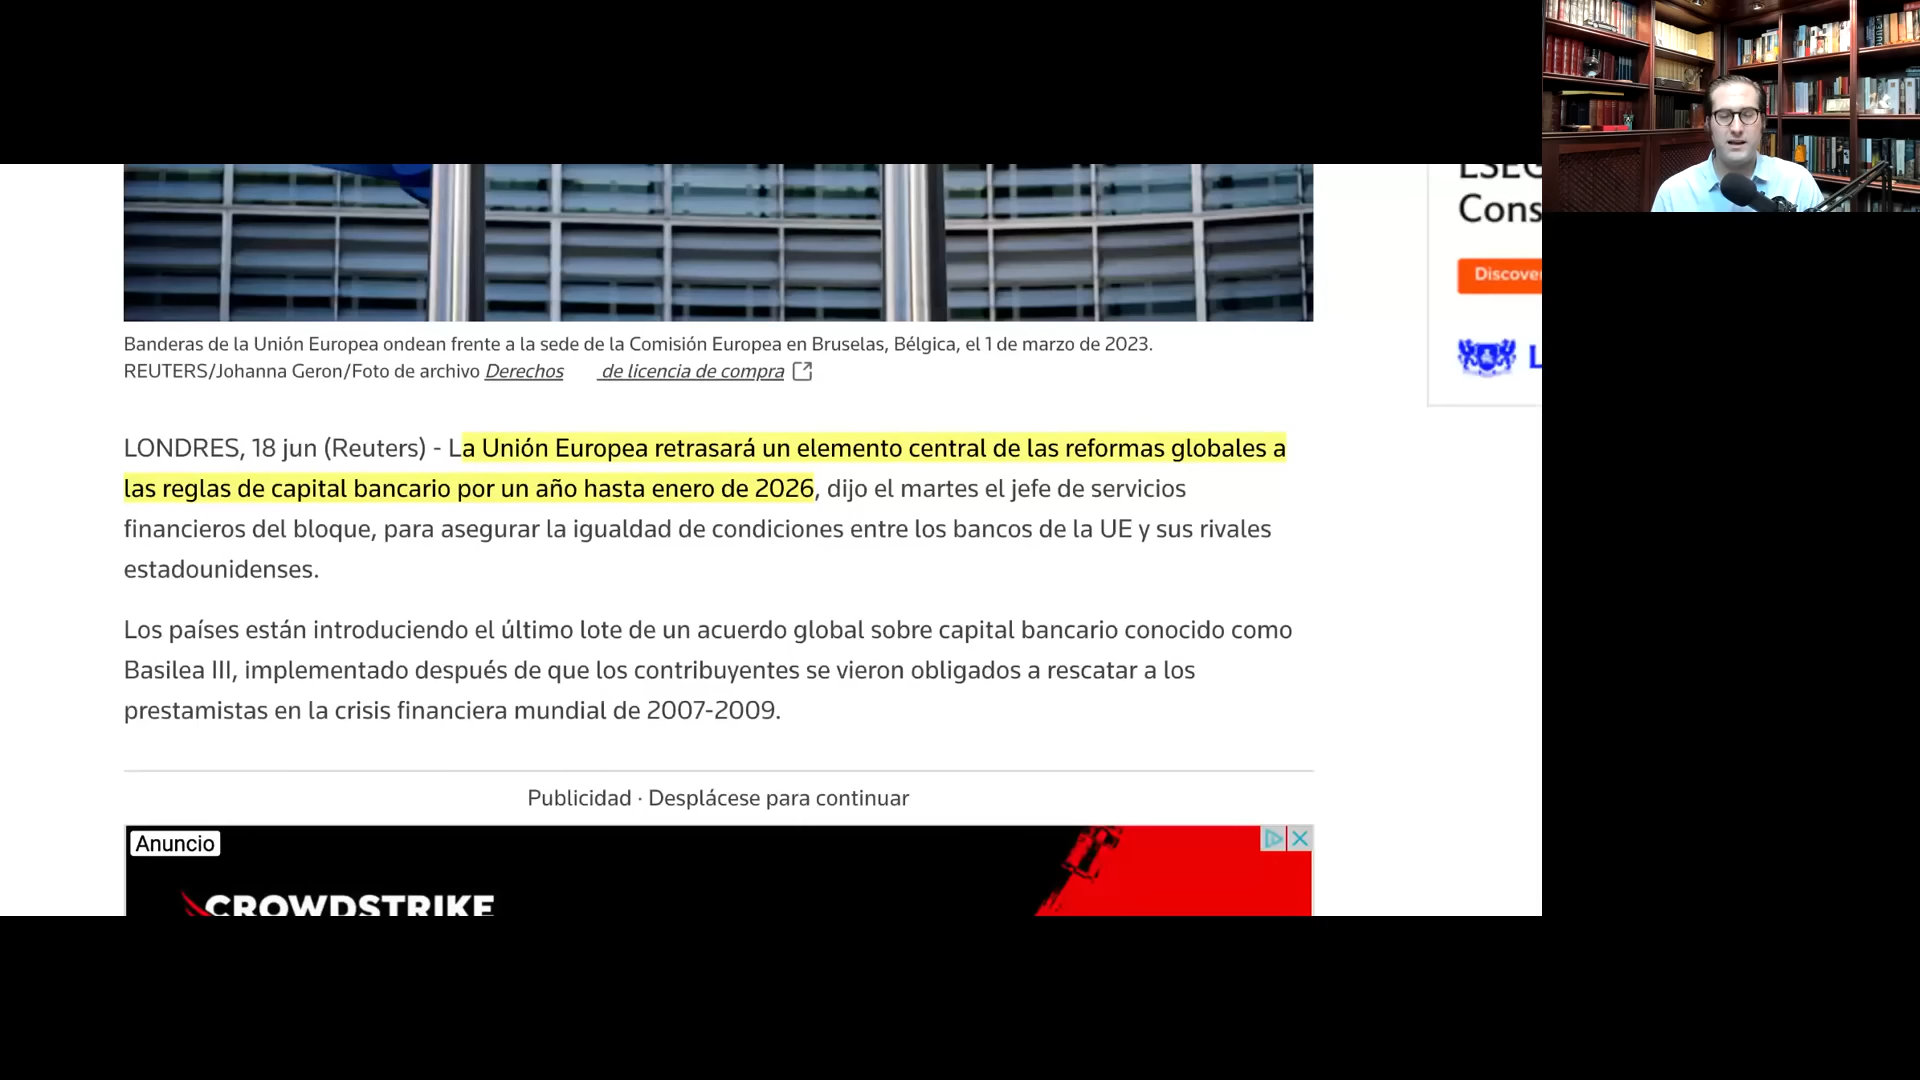 Banderas de la Unión Europea ondean frente a la sede de la Comisión Europea en Bruselas, Bélgica, el 1 de marzo de 2023.
REUTERS/Johanna Geron/Foto de archivo Derechos de licencia de compra
LONDRES, 18 jun (Reuters) - La Unión Europea retrasará un elemento central de las reformas globales a
las reglas de capital bancario por un año hasta enero de 2026, dijo el martes el jefe de servicios
financieros del bloque, para asegurar la igualdad de condiciones entre los bancos de la UE y sus rivales
estadounidenses.
Los países están introduciendo el último lote de un acuerdo global sobre capital bancario conocido como
Basilea III, implementado después de que los contribuyentes se vieron obligados a rescatar a los
prestamistas en la crisis financiera mundial de 2007-2009.
Publicidad · Desplácese para continuar
Anuncio
CROWDSTRIKE
LSEG
Cons
Discove
L